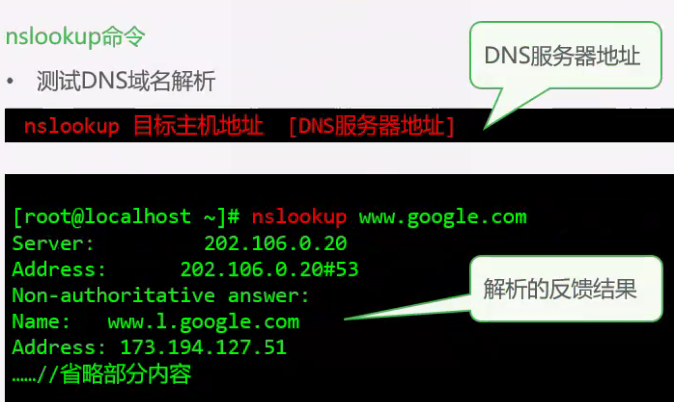 nslookup命令
DNS服务器地址
• 测试DNS域名解析
nslookup 目标主机地址 [DNS服务器地址]
[root@localhost ~]# nslookup www.google.com
Server: 202.106.0.20
Address: 202.106.0.20#53
Non-authoritative answer:
解析的反馈结果
Name: www.l.google.com
Address: 173.194.127.51
……//省略部分内容